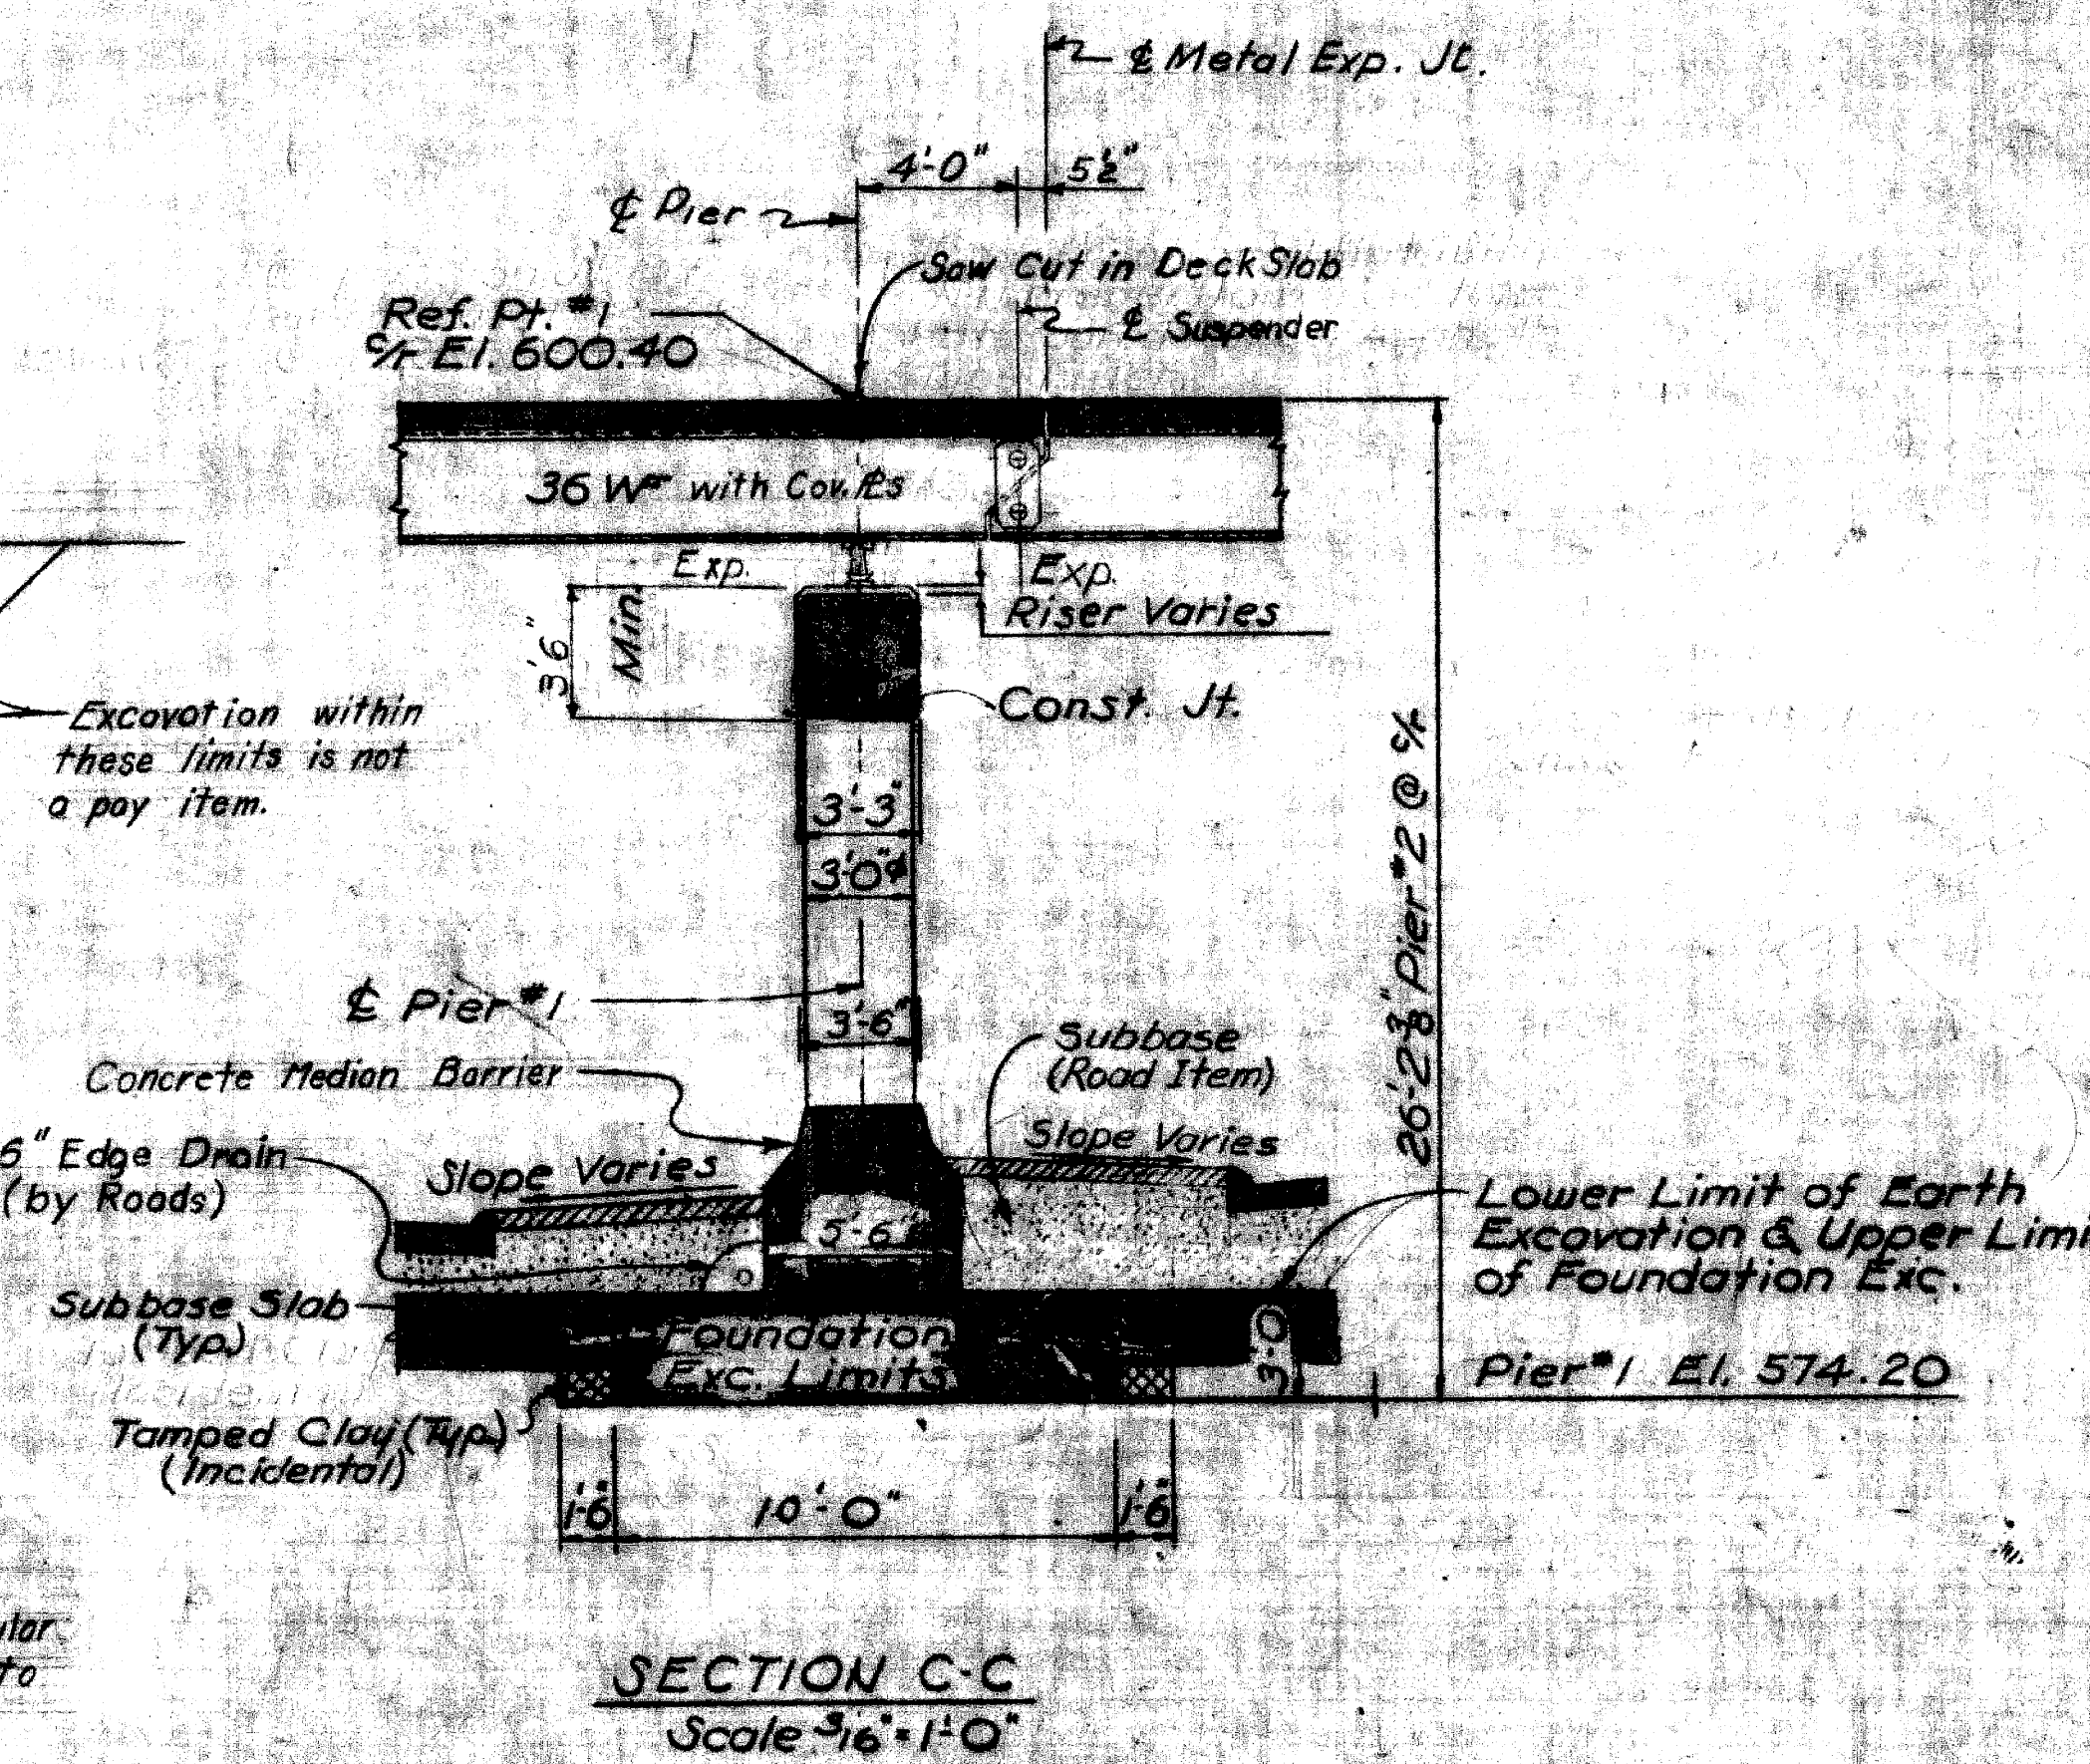 ℄ Metal Exp. Jt.
4'-0"
5½"
℄ Pier
Saw Cut in Deck Slab
Ref. Pt. #1
℄ Suspender
c/r El. 600.40
36 WF with Cov. ℄s
Exp.
Exp.
Riser Varies
3'6"
Min.
Const. Jt.
Excavation within
these limits is not
a pay item.
3'-3"
3'-0"ø
26'-2⅜" Pier #2 @ c/r
℄ Pier #1
3'-6"
Subbase
(Road Item)
Concrete Median Barrier
Slope Varies
6" Edge Drain
(by Roads)
Slope Varies
Lower Limit of Earth
Excavation & Upper Limi
of Foundation Exc.
5'-6"
Subbase Slab
(Typ.)
Foundation
Exc. Limits
3'-0"
Pier #1 El. 574.20
Tamped Clay (Typ.)
(Incidental)
1'-6"
10'-0"
1'-6"
ular
to
SECTION C-C
Scale 3/16" = 1'-0"